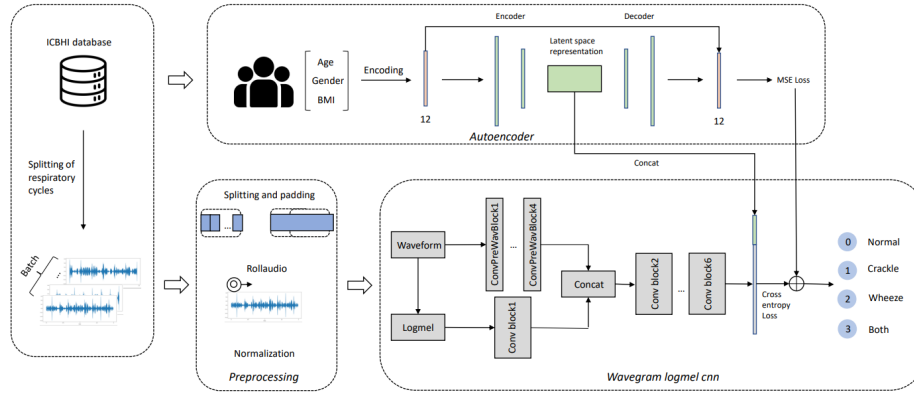 ICBHI database
Splitting of
respiratory
cycles
Batch
...
Age
Gender
BMI
Encoding
12
Encoder
Decoder
Latent space
representation
12
MSE Loss
Autoencoder
Concat
Splitting and padding
...
Rollaudio
Normalization
Preprocessing
Waveform
Logmel
ConvPreWavBlock1
...
ConvPreWavBlock4
Conv block1
Concat
Conv block2
...
Conv block6
Cross
entropy
Loss
0 Normal
1 Crackle
2 Wheeze
3 Both
Wavegram logmel cnn